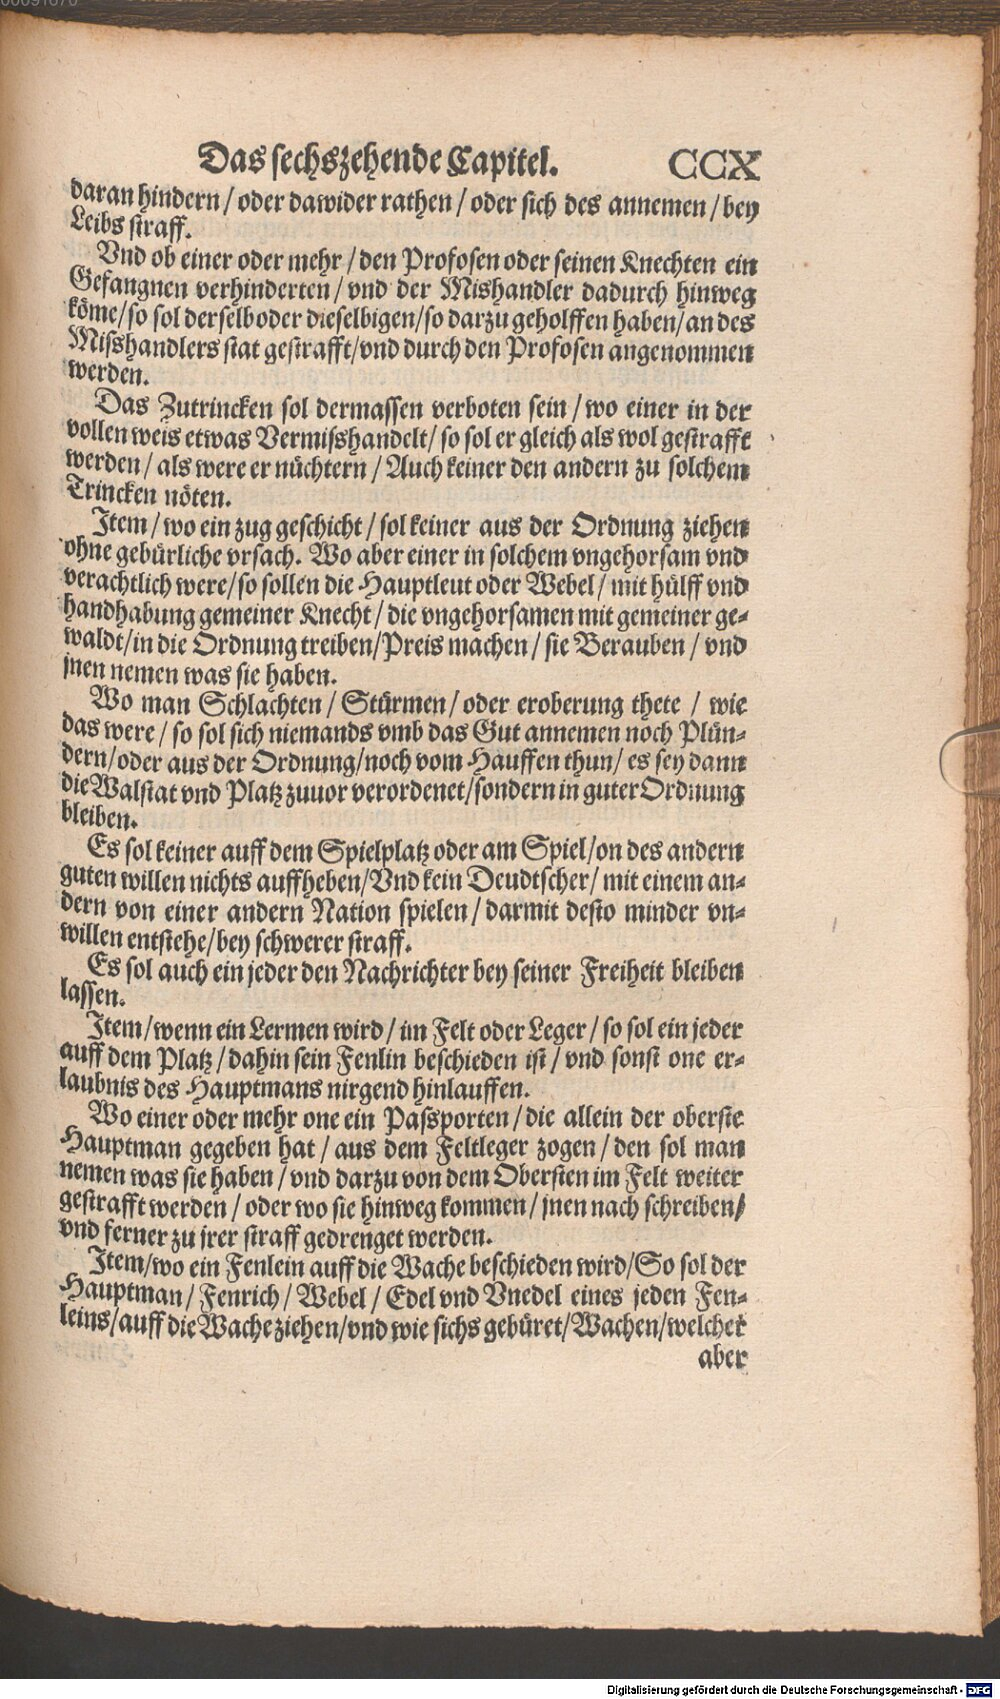 Das sechszehende Capitel. CCX
daran hindern / oder dawider rathen / oder sich des annemen / bey
Leibs straff.
Vnd ob einer oder mehr / den Profosen oder seinen Knechten ein
Gefangnen verhinderten / vnd der Mishandler dadurch hinweg
köme / so sol derselb oder dieselbigen / so darzu geholffen haben / an des
Misshandlers stat gestrafft / vnd durch den Profosen angenommen
werden.
Das Zutrincken sol dermassen verboten sein / wo einer in der
vollen weis etwas Vermisshandelt / so sol er gleich als wol gestrafft
werden / als were er nüchtern / Auch keiner den andern zu solchem
Trincken nöten.
Item / wo ein zug geschicht / sol keiner aus der Ordnung ziehen
ohne gebürliche vrsach. Wo aber einer in solchem vngehorsam vnd
verachtlich were / so sollen die Hauptleut oder Webel / mit hülff vnd
handhabung gemeiner Knecht / die vngehorsamen mit gemeiner ge-
waldt / in die Ordnung treiben / Preis machen / sie Berauben / vnd
jnen nemen was sie haben.
Wo man Schlachten / Stürmen / oder eroberung thete / wie
das were / so sol sich niemands vmb das Gut annemen noch Plün-
dern / oder aus der Ordnung / noch vom Hauffen thun / es sey dann
die Walstat vnd Platz zuuor verordenet / sondern in guter Ordnung
bleiben.
Es sol keiner auff dem Spielplatz oder am Spiel / on des andern
guten willen nichts auffheben / Vnd kein Deudtscher / mit einem an-
dern von einer andern Nation spielen / darmit desto minder vn-
willen entstehe / bey schwerer straff.
Es sol auch ein jeder den Nachrichter bey seiner Freiheit bleiben
lassen.
Item / wenn ein Lermen wird / im Felt oder Leger / so sol ein jeder
auff dem Platz / dahin sein Fenlin beschieden ist / vnd sonst one er-
laubnis des Hauptmans nirgend hinlauffen.
Wo einer oder mehr one ein Passporten / die allein der oberste
Hauptman gegeben hat / aus dem Feltleger zogen / den sol man
nemen was sie haben / vnd darzu von dem Obersten im Felt weiter
gestrafft werden / oder wo sie hinweg kommen / jnen nach schreiben /
vnd ferner zu jrer straff gedrenget werden.
Item / wo ein Fenlein auff die Wache beschieden wird / So sol der
Hauptman / Fenrich / Webel / Edel vnd Vnedel eines jeden Fen-
leins / auff die Wache ziehen / vnd wie sichs gebüret / Wachen / welcher
aber
Digitalisierung gefördert durch die Deutsche Forschungsgemeinschaft - DFG